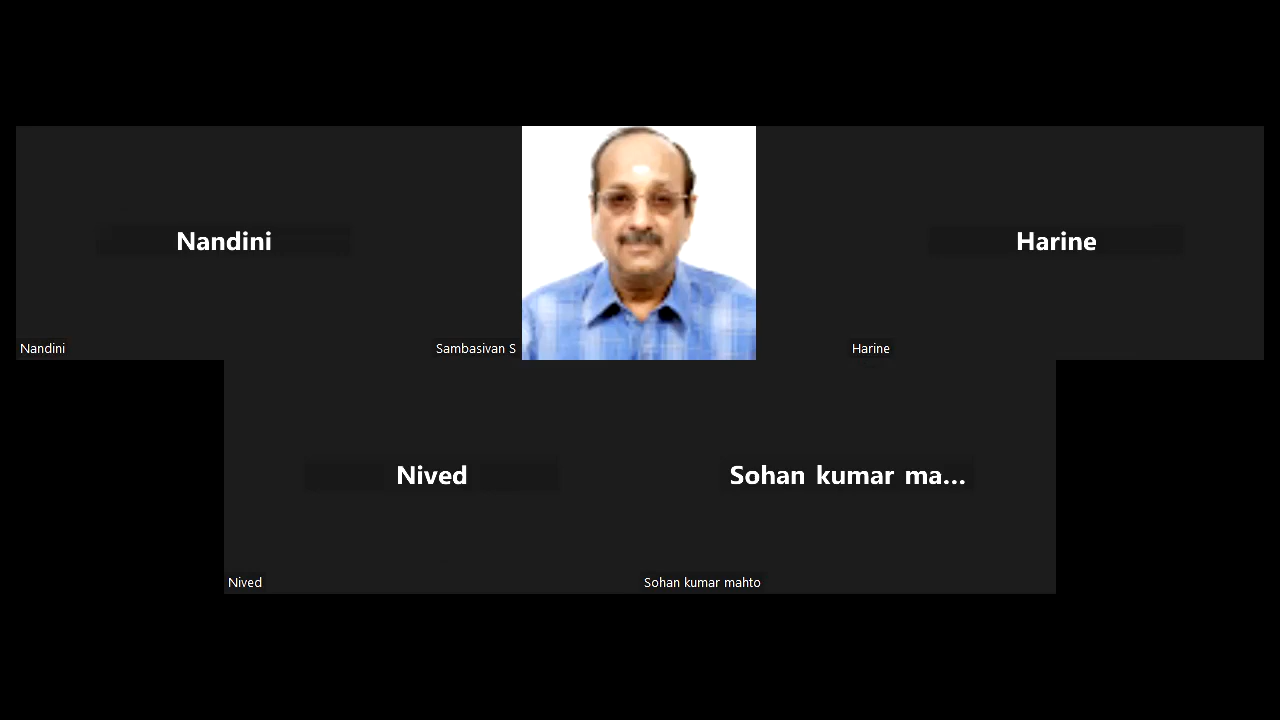 Nandini
Harine
Nandini
Sambasivan S
Harine
Nived
Sohan kumar ma...
Nived
Sohan kumar mahto